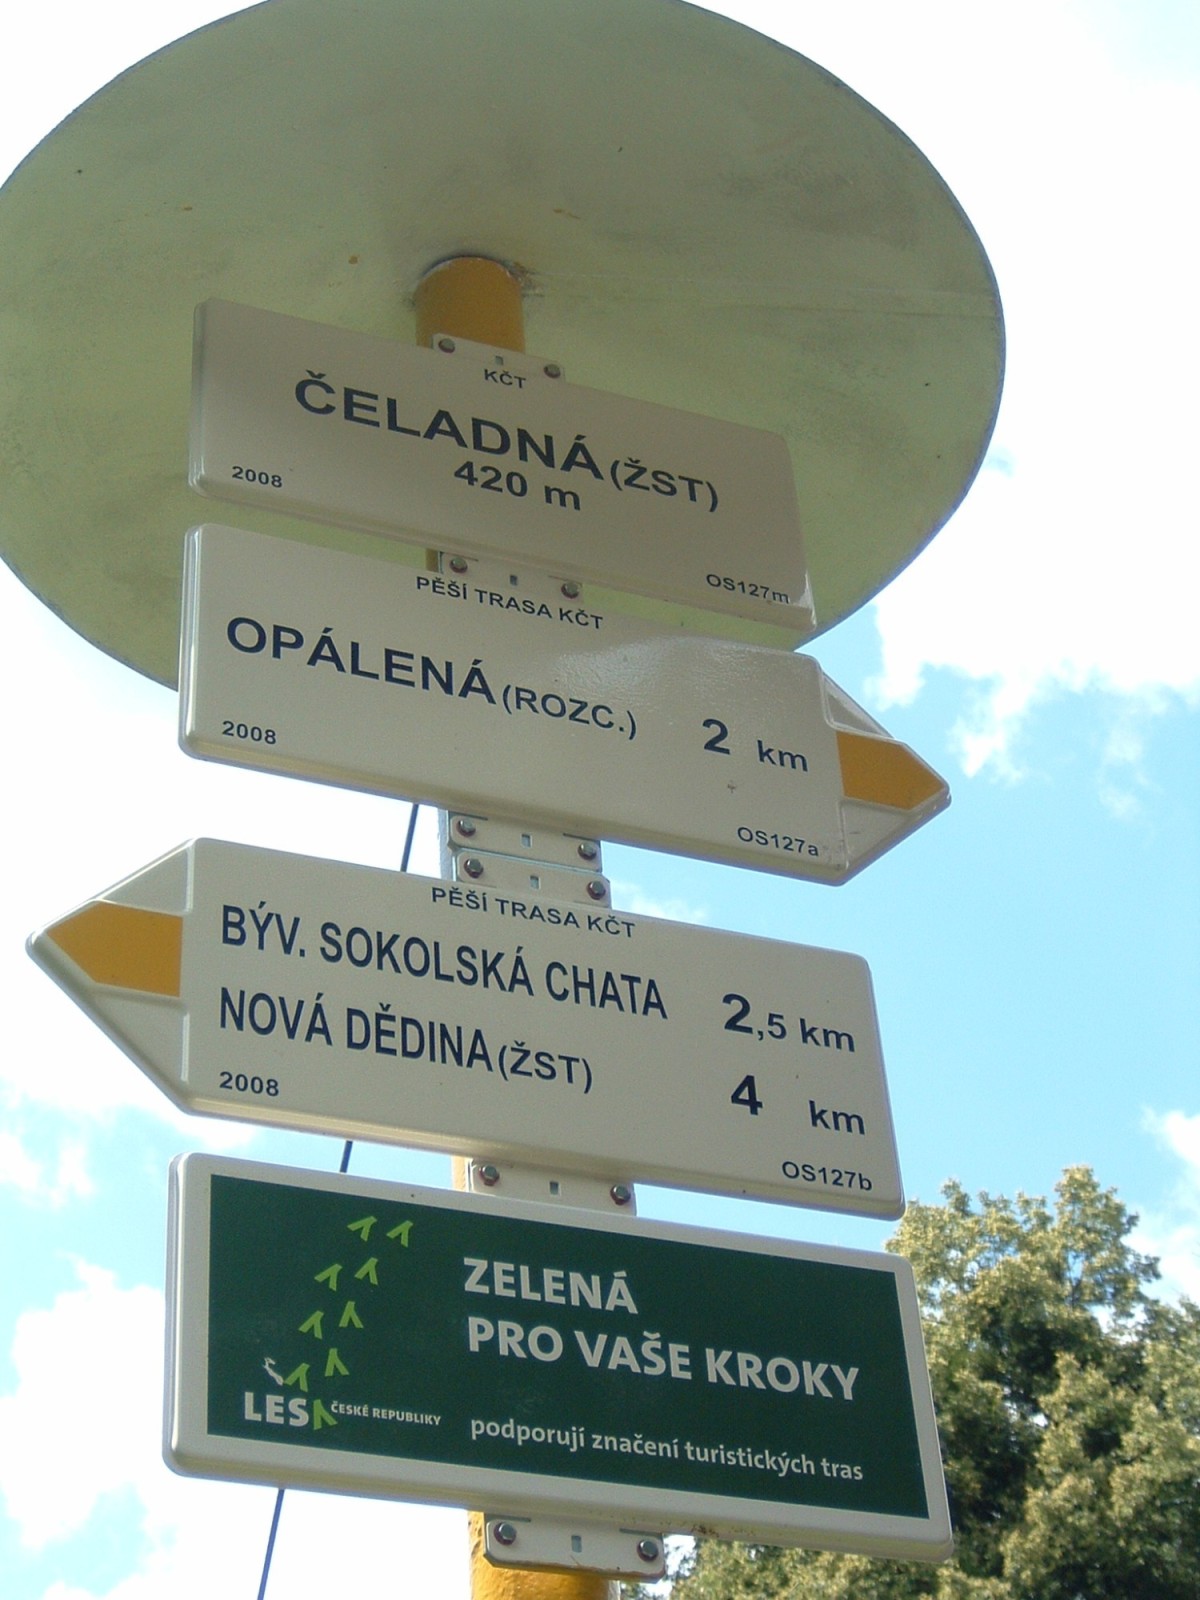 KČT
ČELADNÁ (ŽST)
420 m
2008
OS127m
PĚŠÍ TRASA KČT
OPÁLENÁ (ROZC.) 2 km
2008
OS127a
PĚŠÍ TRASA KČT
BÝV. SOKOLSKÁ CHATA 2,5 km
NOVÁ DĚDINA (ŽST) 4 km
2008
OS127b
ZELENÁ
PRO VAŠE KROKY
LESY ČESKÉ REPUBLIKY
podporují značení turistických tras